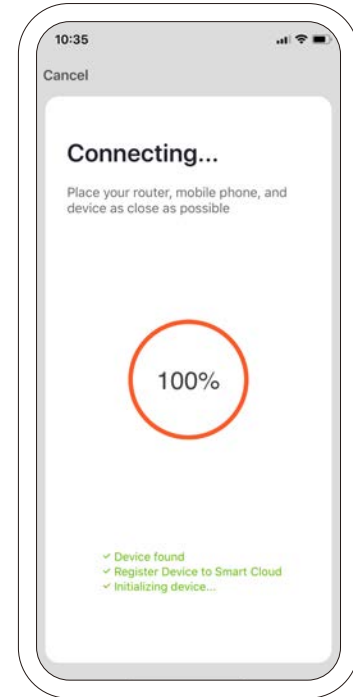 10:35
Cancel
Connecting...
Place your router, mobile phone, and
device as close as possible
100%
Device found
Register Device to Smart Cloud
Initializing device...